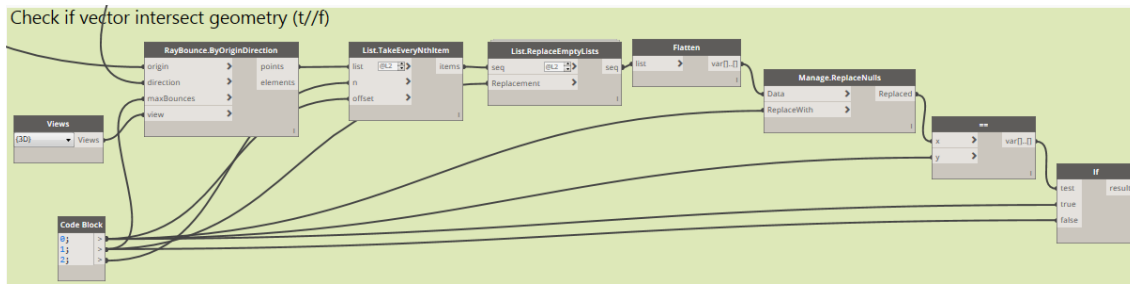 Check if vector intersect geometry (t//f)
RayBounce.ByOriginDirection
origin > points
direction > elements
maxBounces >
view >
l
List.TakeEveryNthItem
list @L2 > items
n >
offset >
l
List.ReplaceEmptyLists
seq @L2 > seq
Replacement >
l
Flatten
list > var[]..[]
l
Manage.ReplaceNulls
Data > Replaced
ReplaceWith >
l
==
x > var[]..[]
y >
l
If
test > result
true >
false >
Views
{3D} Views
l
Code Block
0; >
1; >
2; >